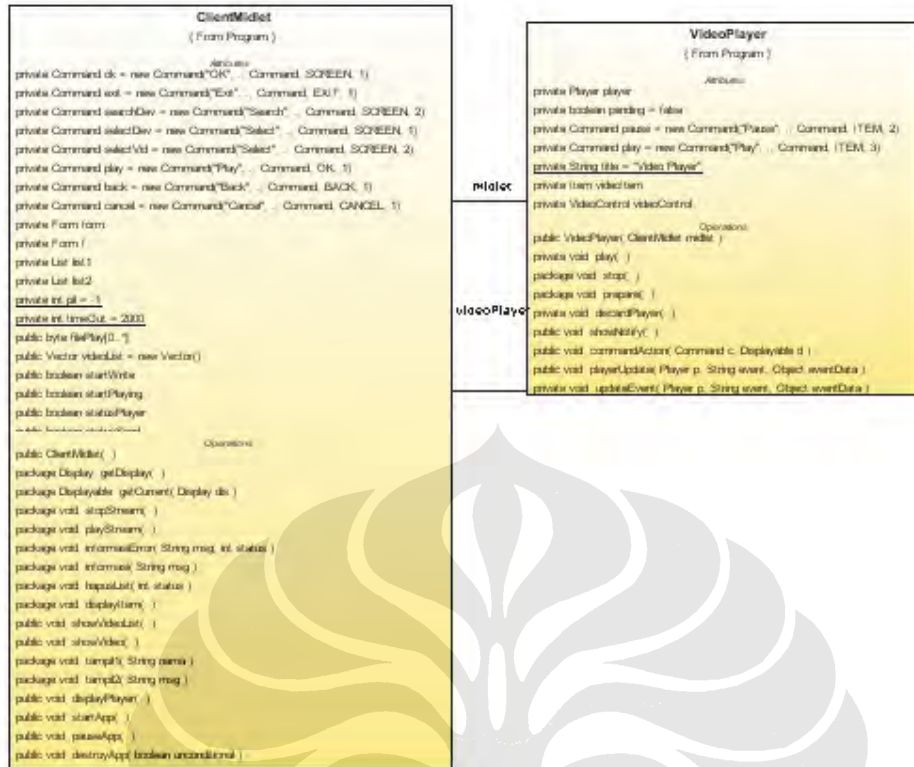 ClientMidlet
( From Program )
Attributes
private Command ok = new Command("OK", .. Command, SCREEN, 1)
private Command exit = new Command("Exit", .. Command, EXIT, 1)
private Command searchDev = new Command("Search", .. Command, SCREEN, 2)
private Command selectDev = new Command("Select", .. Command, SCREEN, 1)
private Command selectVid = new Command("Select", .. Command, SCREEN, 2)
private Command play = new Command("Play", .. Command, OK, 1)
private Command back = new Command("Back", .. Command, BACK, 1)
private Command cancel = new Command("Cancel", .. Command, CANCEL, 1)
private Form form
private Form f
private List list1
private List list2
private int pil = -1
private int timeOut = 2000
public byte filePlay[0..*]
public Vector videoList = new Vector()
public boolean startWrite
public boolean startPlaying
public boolean statusPlayer
public boolean
Operations
public ClientMidlet( )
package Display getDisplay( )
package Displayable getCurrent( Display dis )
package void stopStream( )
package void playStream( )
package void informasiError( String msg, int status )
package void informasi( String msg )
package void hapusList( int status )
package void displayItem( )
public void showVideoList( )
public void showVideo( )
package void tampil1( String nama )
package void tampil2( String msg )
public void displayPlayer( )
public void startApp( )
public void pauseApp( )
public void destroyApp( boolean unconditional )
midlet
videoPlayer
VideoPlayer
( From Program )
Attributes
private Player player
private boolean pending = false
private Command pause = new Command("Pause", .. Command, ITEM, 2)
private Command play = new Command("Play", .. Command, ITEM, 3)
private String title = "Video Player"
private Item videoItem
private VideoControl videoControl
Operations
public VideoPlayer( ClientMidlet midlet )
private void play( )
package void stop( )
package void prepare( )
private void discardPlayer( )
public void showNotify( )
public void commandAction( Command c, Displayable d )
public void playerUpdate( Player p, String event, Object eventData )
private void updateEvent( Player p, String event, Object eventData )